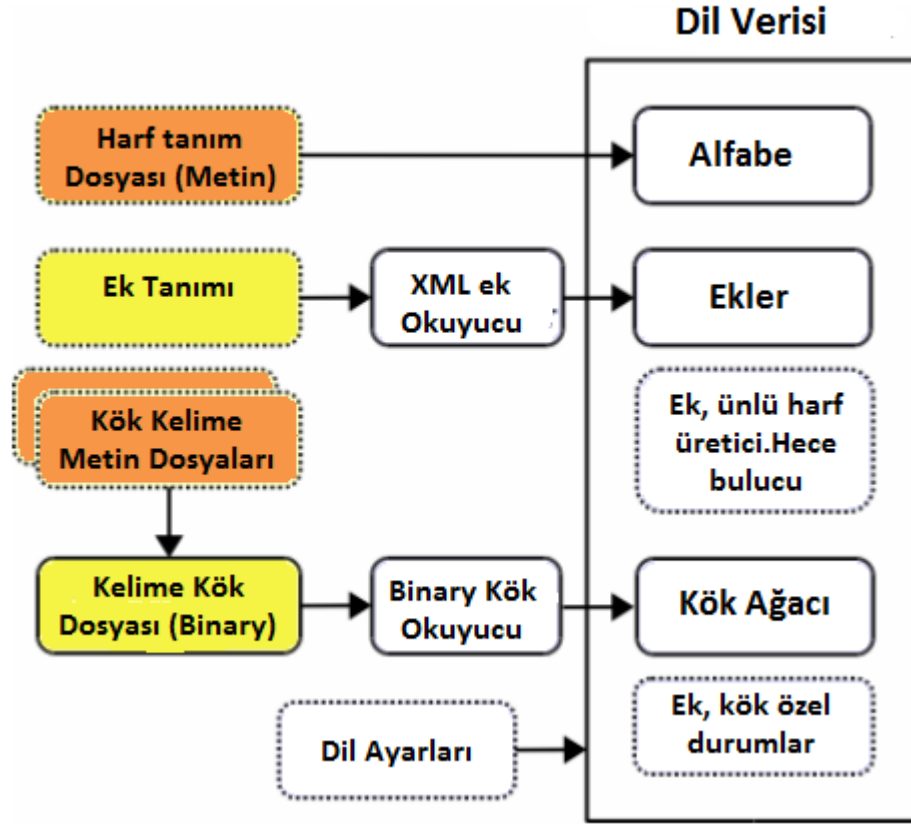 Dil Verisi
Harf tanım
Dosyası (Metin)
Alfabe
Ek Tanımı
XML ek
Okuyucu
Ekler
Kök Kelime
Metin Dosyaları
Ek, ünlü harf
üretici.Hece
bulucu
Kelime Kök
Dosyası (Binary)
Binary Kök
Okuyucu
Kök Ağacı
Dil Ayarları
Ek, kök özel
durumlar